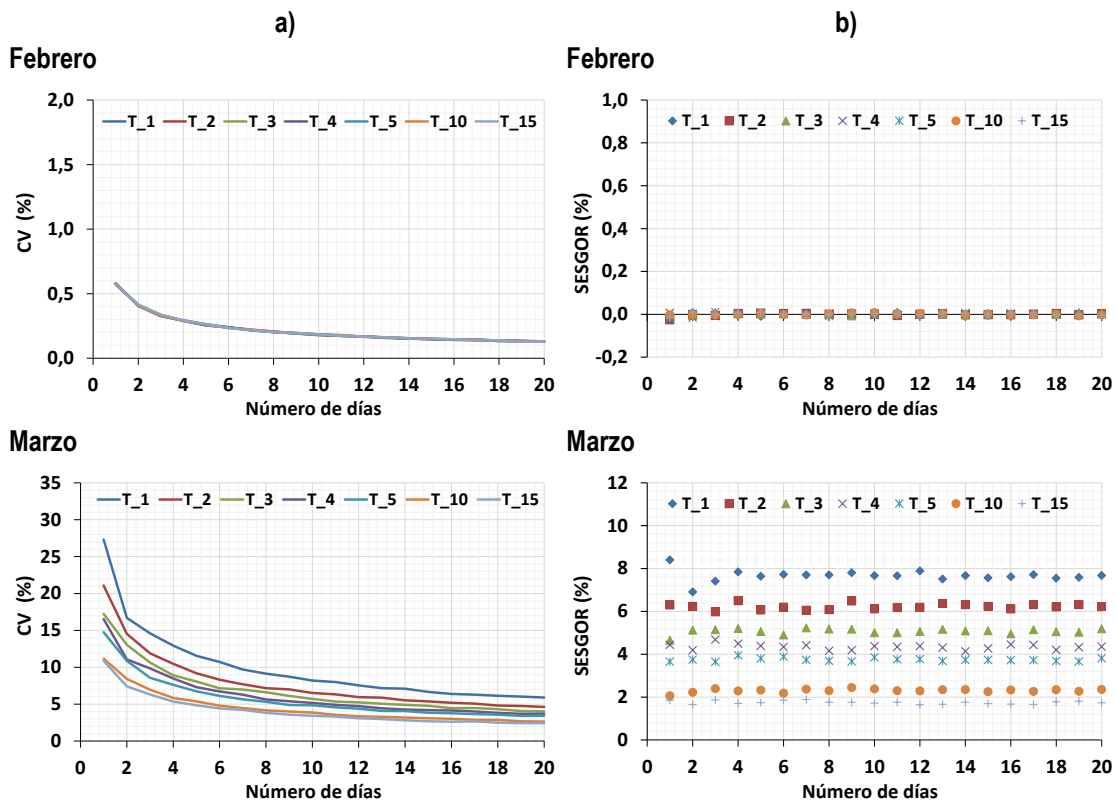 a)
Febrero
2,0
1,5
1,0
0,5
0,0
CV (%)
T_1 T_2 T_3 T_4 T_5 T_10 T_15
0 2 4 6 8 10 12 14 16 18 20
Número de días
b)
Febrero
1,0
0,8
0,6
0,4
0,2
0,0
-0,2
SESGOR (%)
T_1 T_2 T_3 T_4 T_5 T_10 T_15
0 2 4 6 8 10 12 14 16 18 20
Número de días
Marzo
35
30
25
20
15
10
5
0
CV (%)
T_1 T_2 T_3 T_4 T_5 T_10 T_15
0 2 4 6 8 10 12 14 16 18 20
Número de días
Marzo
12
10
8
6
4
2
0
SESGOR (%)
T_1 T_2 T_3 T_4 T_5 T_10 T_15
0 2 4 6 8 10 12 14 16 18 20
Número de días